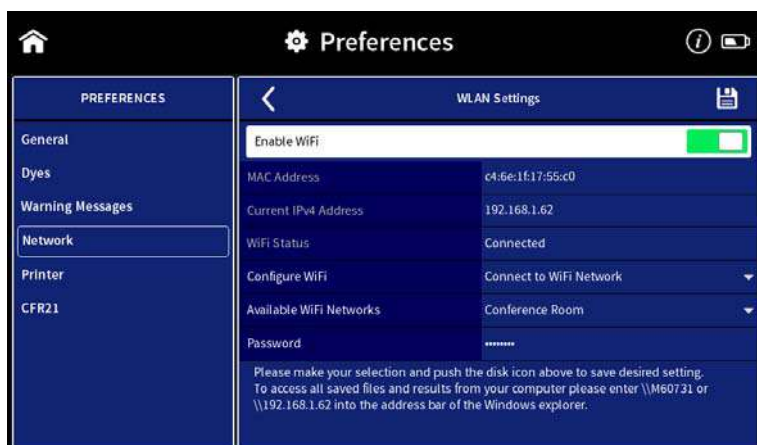 Preferences
i
PREFERENCES
WLAN Settings
General
Enable WiFi
Dyes
MAC Address c4:6e:1f:17:55:c0
Warning Messages
Current IPv4 Address 192.168.1.62
Network
WiFi Status Connected
Printer
Configure WiFi Connect to WiFi Network
CFR21
Available WiFi Networks Conference Room
Password ••••••••
Please make your selection and push the disk icon above to save desired setting.
To access all saved files and results from your computer please enter \\M60731 or
\\192.168.1.62 into the address bar of the Windows explorer.